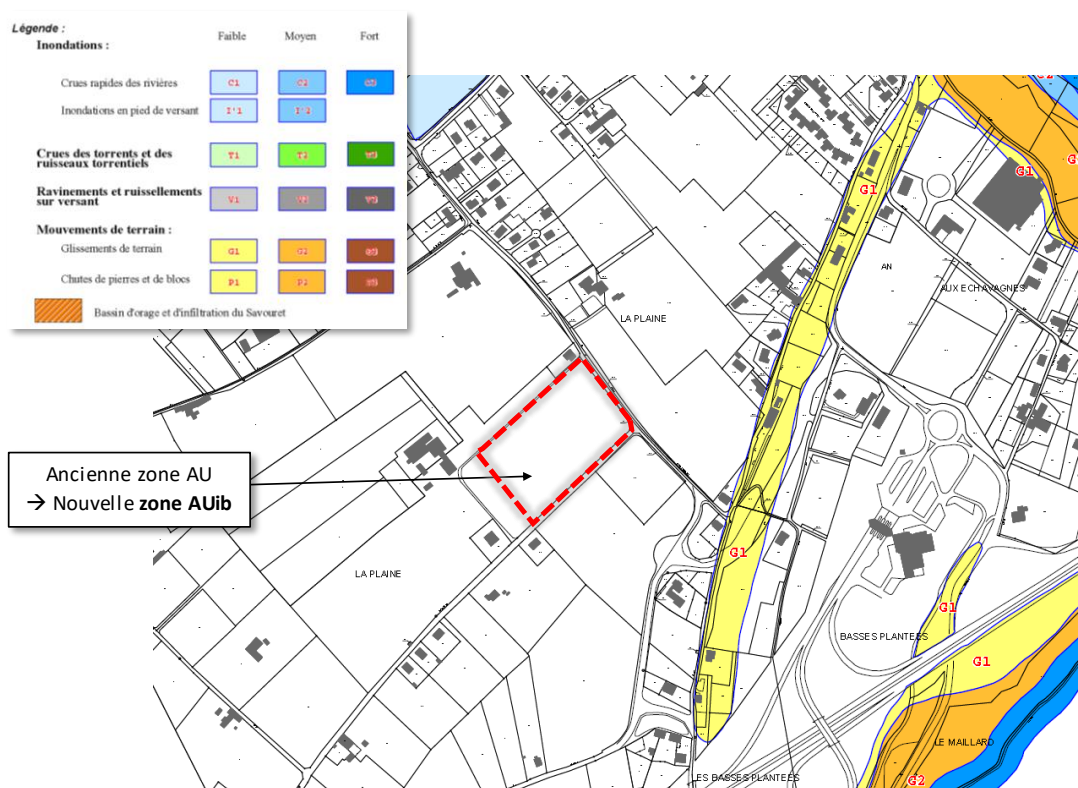 Légende :
Inondations :
Faible Moyen Fort
Crues rapides des rivières C1 C2 C3
Inondations en pied de versant I'1 I'2
Crues des torrents et des
ruisseaux torrentiels T1 T2 T3
Ravinements et ruissellements
sur versant V1 V2 V3
Mouvements de terrain :
Glissements de terrain G1 G2 G3
Chutes de pierres et de blocs P1 P2
Bassin d'orage et d'infiltration du Savouret
G1
G1
AN
AUX ECHAVAGNES
LA PLAINE
Ancienne zone AU
→ Nouvelle zone AUib
G1
LA PLAINE
G1
BASSES PLANTEES
G1
LE MAILLARD
LES BASSES PLANTEES
G2